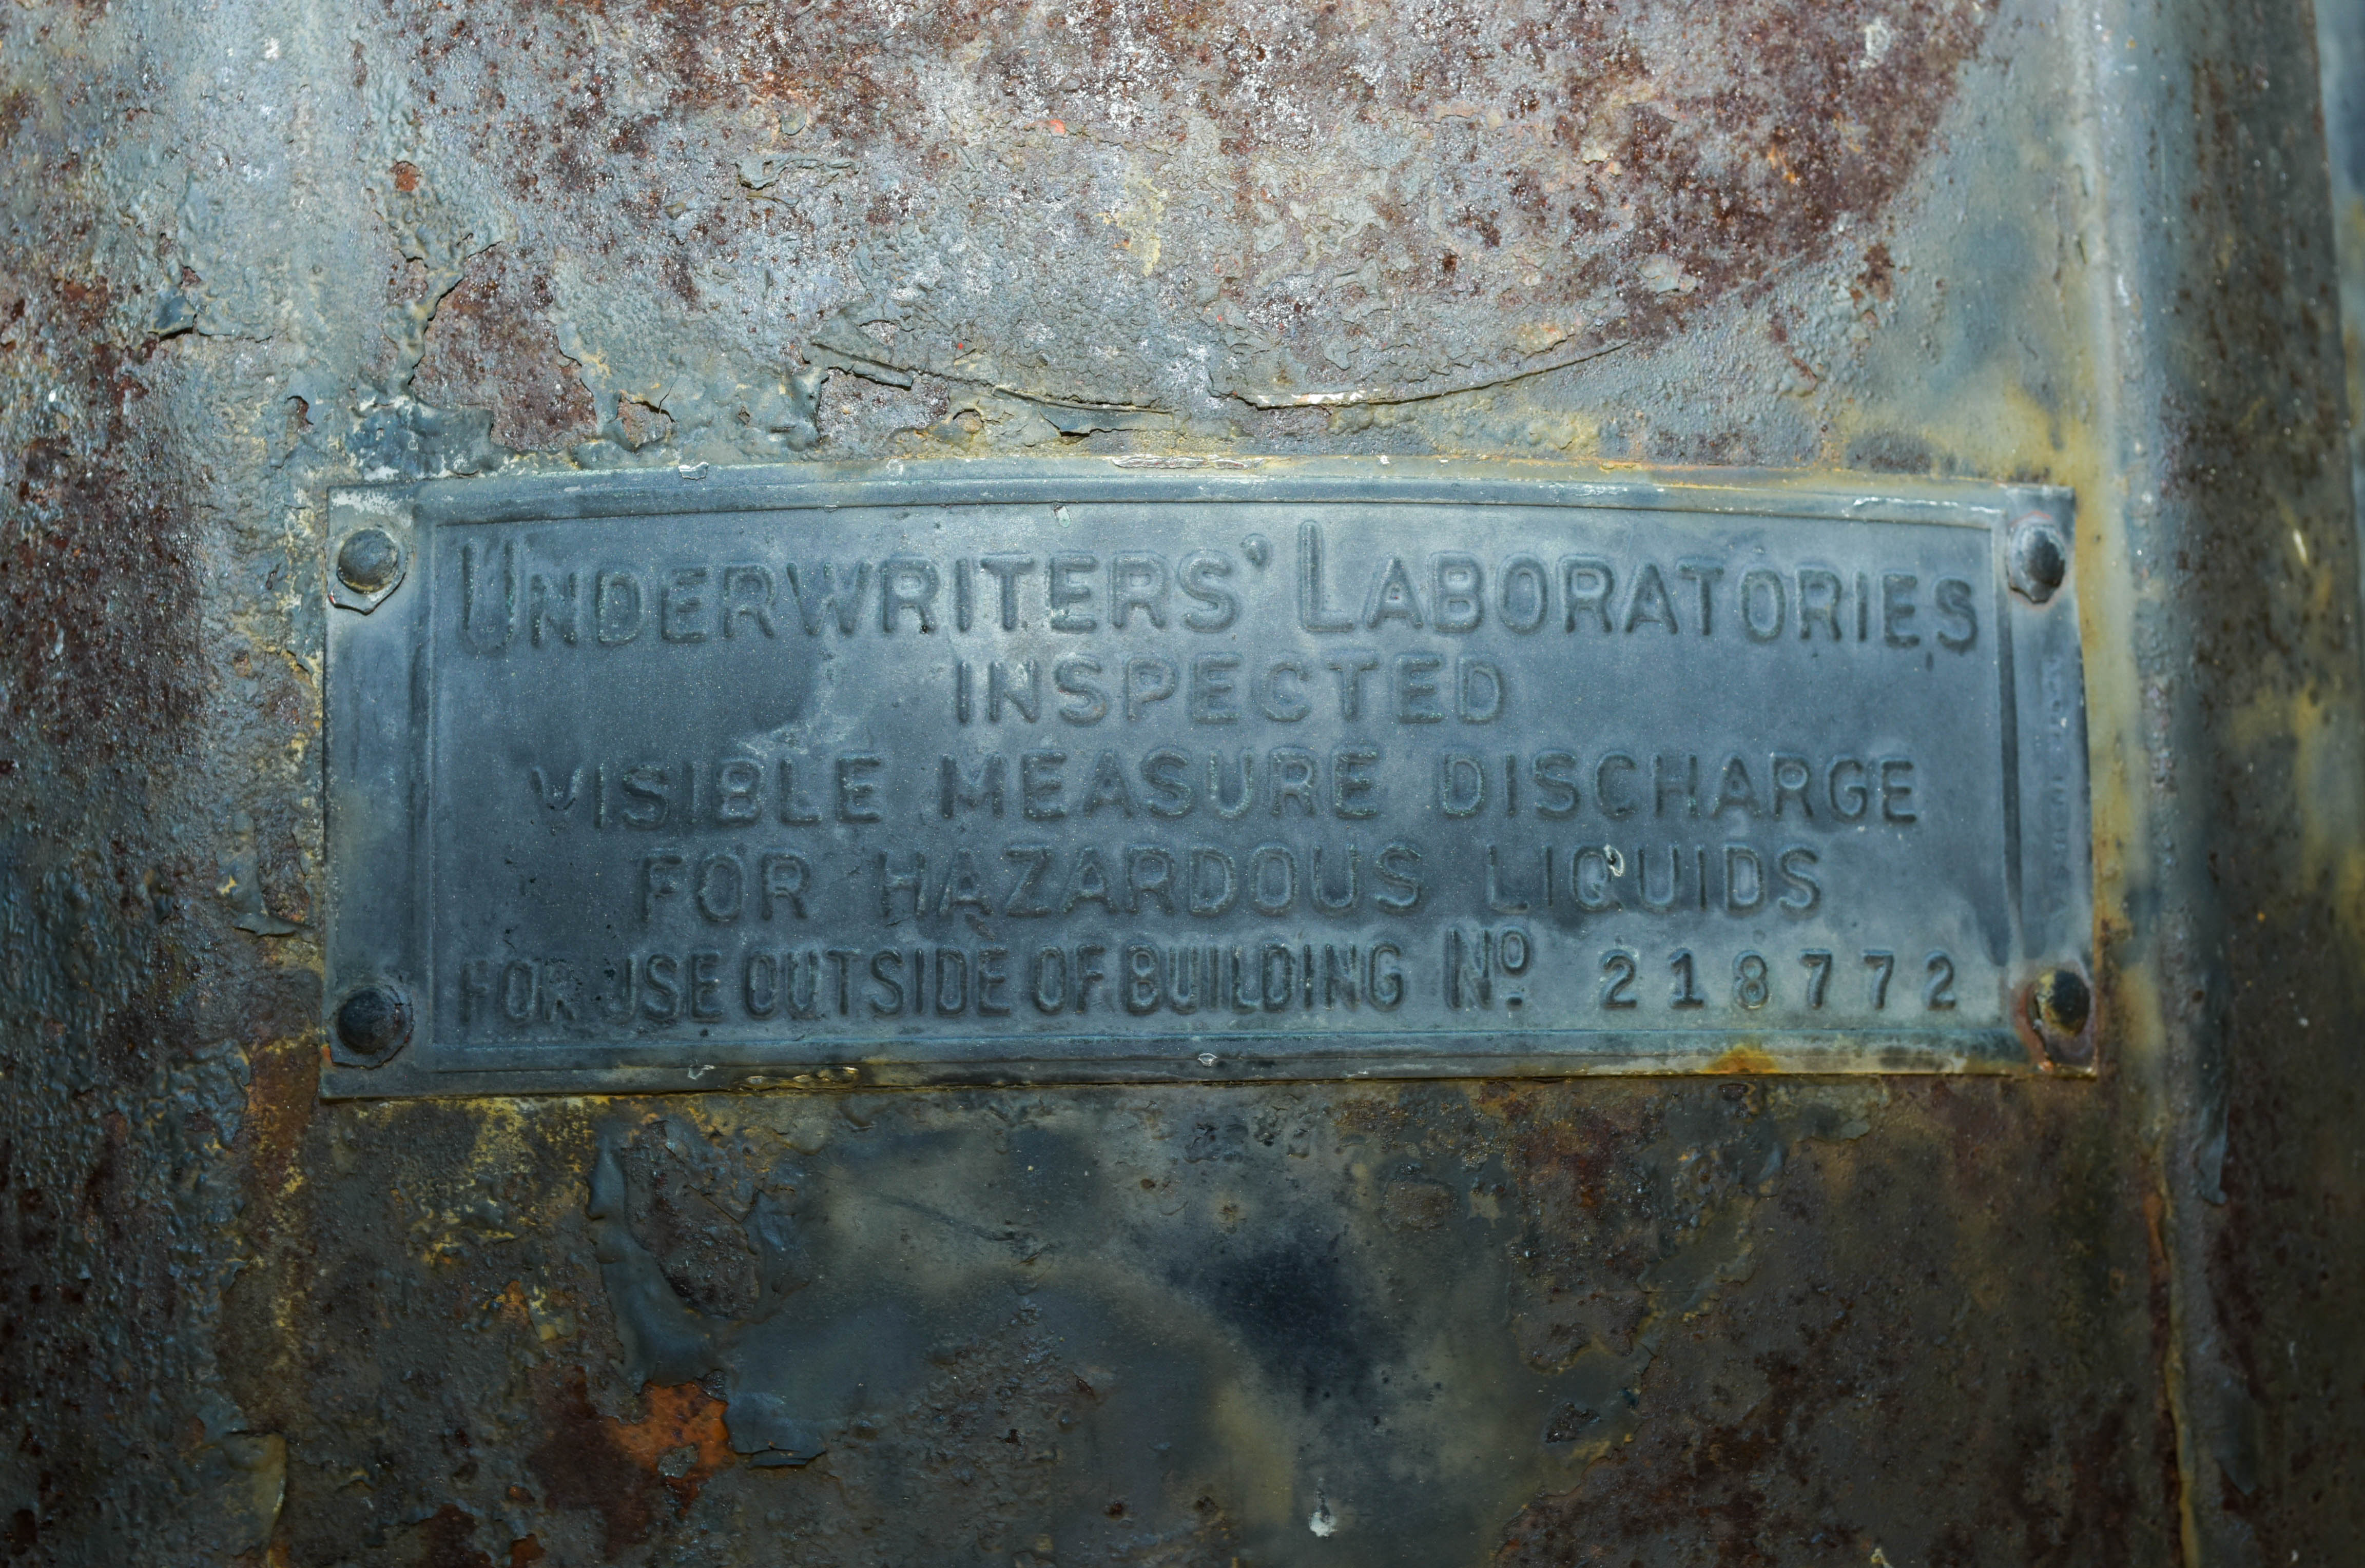 UNDERWRITERS' LABORATORIES
INSPECTED
VISIBLE MEASURE DISCHARGE
FOR HAZARDOUS LIQUIDS
FOR USE OUTSIDE OF BUILDING Nº 218772